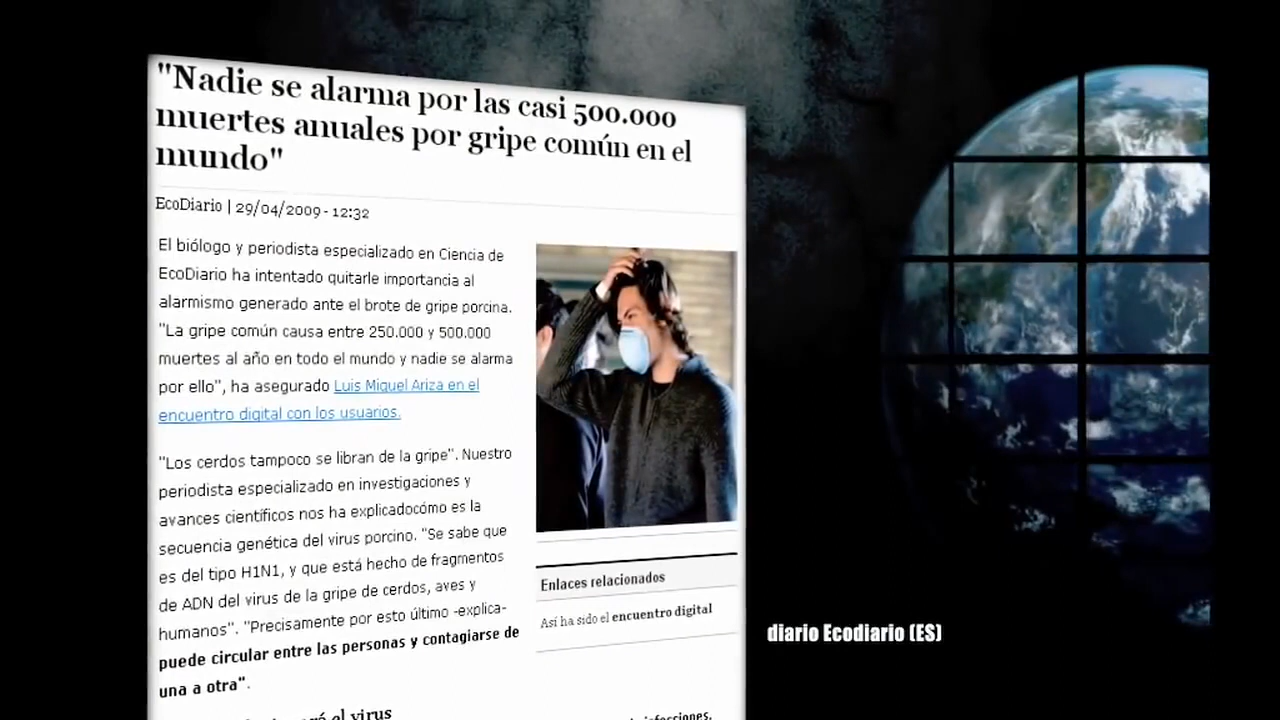 "Nadie se alarma por las casi 500.000
muertes anuales por gripe común en el
mundo"
EcoDiario | 29/04/2009 - 12:32
El biólogo y periodista especializado en Ciencia de
EcoDiario ha intentado quitarle importancia al
alarmismo generado ante el brote de gripe porcina.
"La gripe común causa entre 250.000 y 500.000
muertes al año en todo el mundo y nadie se alarma
por ello", ha asegurado Luis Miguel Ariza en el
encuentro digital con los usuarios.
"Los cerdos tampoco se libran de la gripe". Nuestro
periodista especializado en investigaciones y
avances científicos nos ha explicadocómo es la
secuencia genética del virus porcino. "Se sabe que
es del tipo H1N1, y que está hecho de fragmentos
de ADN del virus de la gripe de cerdos, aves y
humanos". "Precisamente por esto último -explica-
puede circular entre las personas y contagiarse de
una a otra".
el virus
Enlaces relacionados
Así ha sido el encuentro digital
infecciones,
diario Ecodiario (ES)